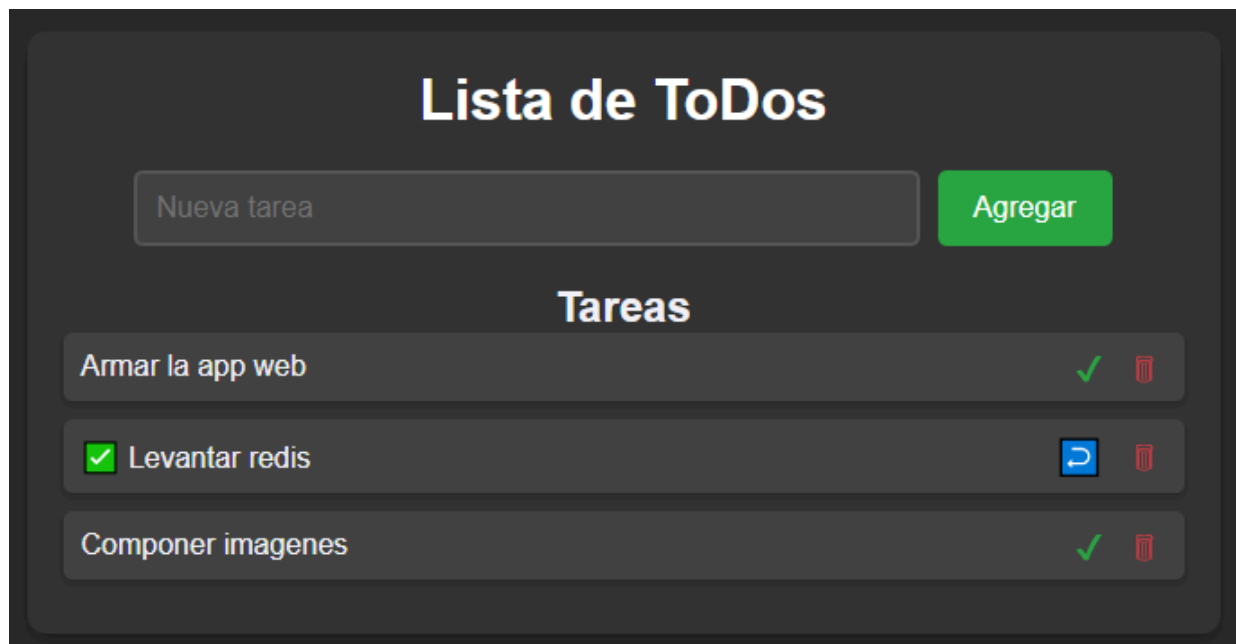 Lista de ToDos
Nueva tarea
Agregar
Tareas
Armar la app web
Levantar redis
Componer imagenes